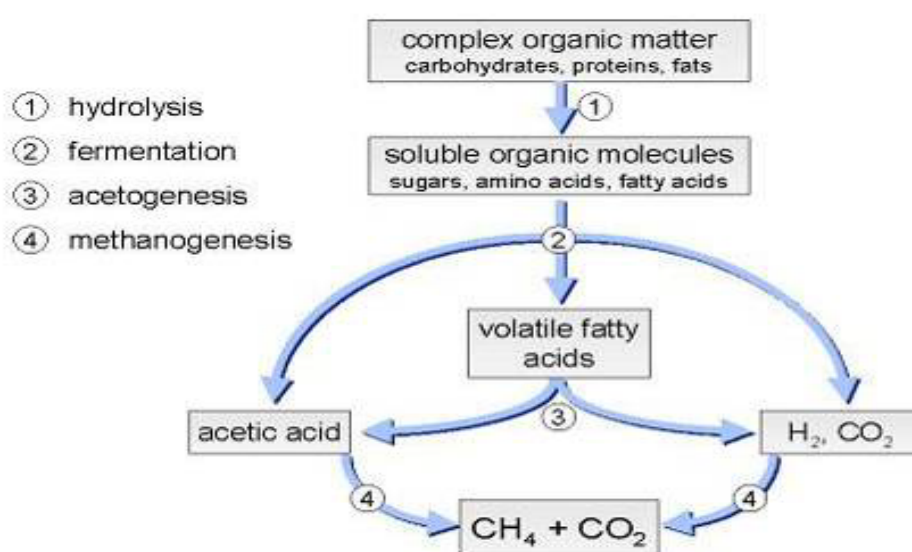 complex organic matter
carbohydrates, proteins, fats
① hydrolysis
② fermentation
③ acetogenesis
④ methanogenesis
①
soluble organic molecules
sugars, amino acids, fatty acids
②
volatile fatty
acids
③
acetic acid
H₂, CO₂
④
④
CH₄ + CO₂